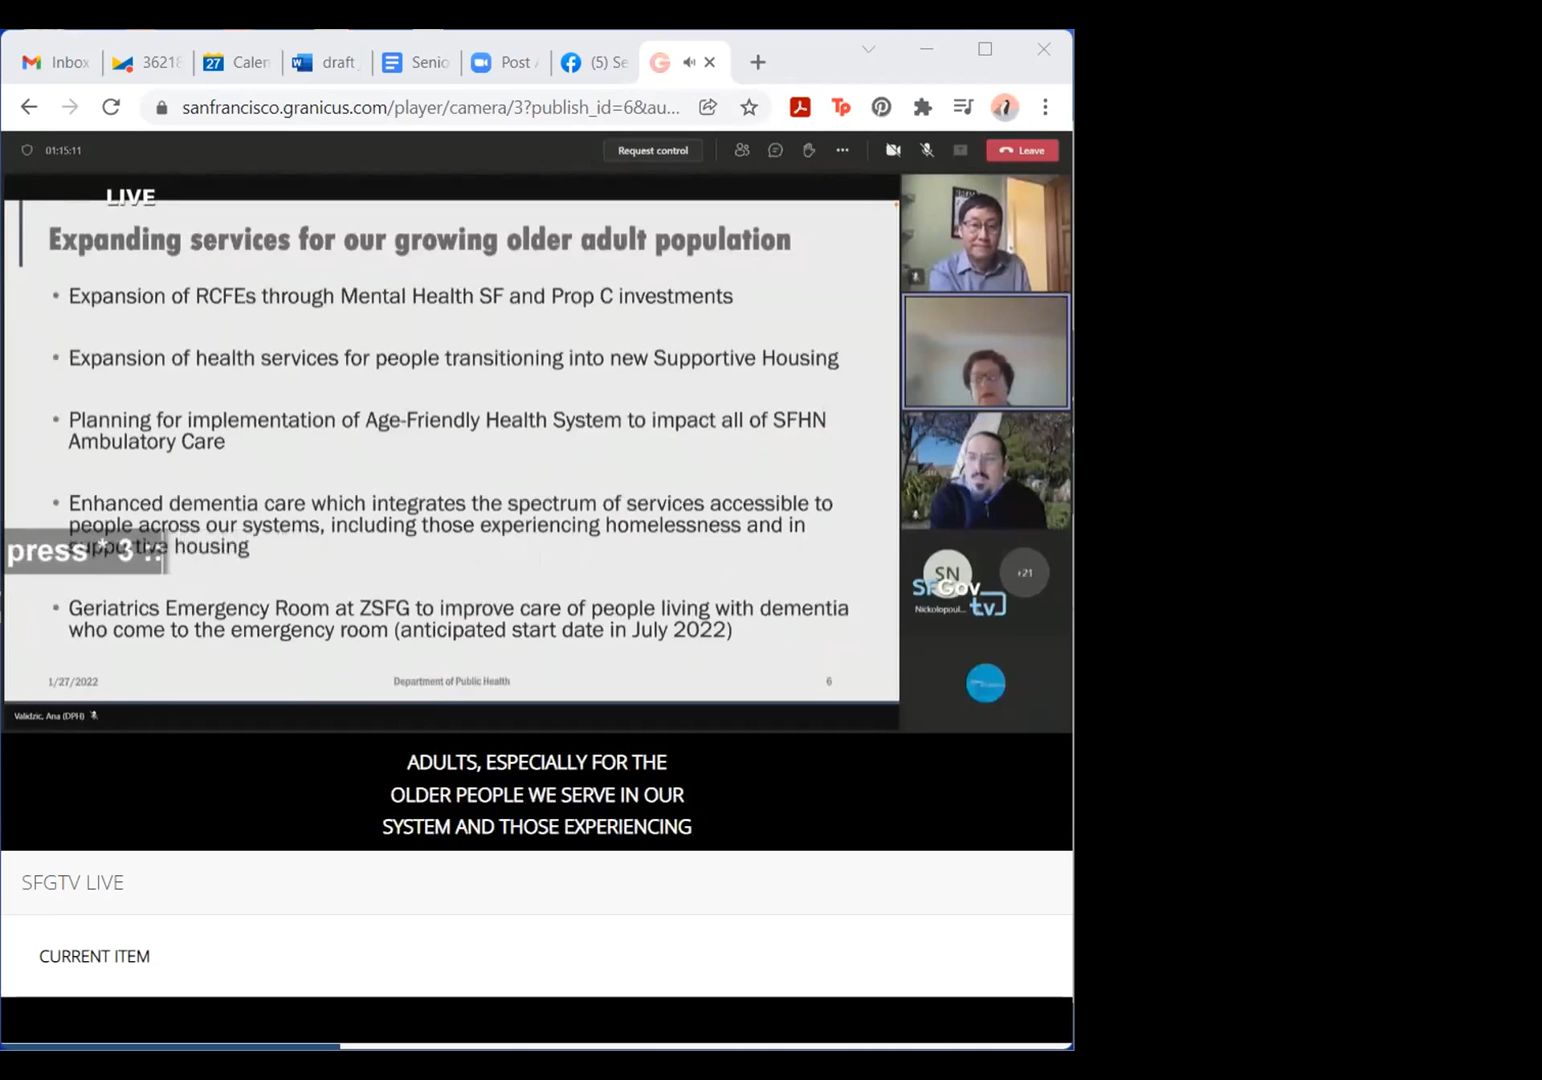 Inbox
36218
27 Calen
draft
Senio
Post A
(5) Se
sanfrancisco.granicus.com/player/camera/3?publish_id=6&au...
01:15:11
Request control
Leave
LIVE
Expanding services for our growing older adult population
• Expansion of RCFEs through Mental Health SF and Prop C investments
• Expansion of health services for people transitioning into new Supportive Housing
• Planning for implementation of Age-Friendly Health System to impact all of SFHN
Ambulatory Care
• Enhanced dementia care which integrates the spectrum of services accessible to
people across our systems, including those experiencing homelessness and in
supportive housing
press * 3 :.
• Geriatrics Emergency Room at ZSFG to improve care of people living with dementia
who come to the emergency room (anticipated start date in July 2022)
1/27/2022
Department of Public Health
6
Validzic, Ana (DPH)
SN
+21
SFGov
Nickolopoul...
tv
ADULTS, ESPECIALLY FOR THE
OLDER PEOPLE WE SERVE IN OUR
SYSTEM AND THOSE EXPERIENCING
SFGTV LIVE
CURRENT ITEM